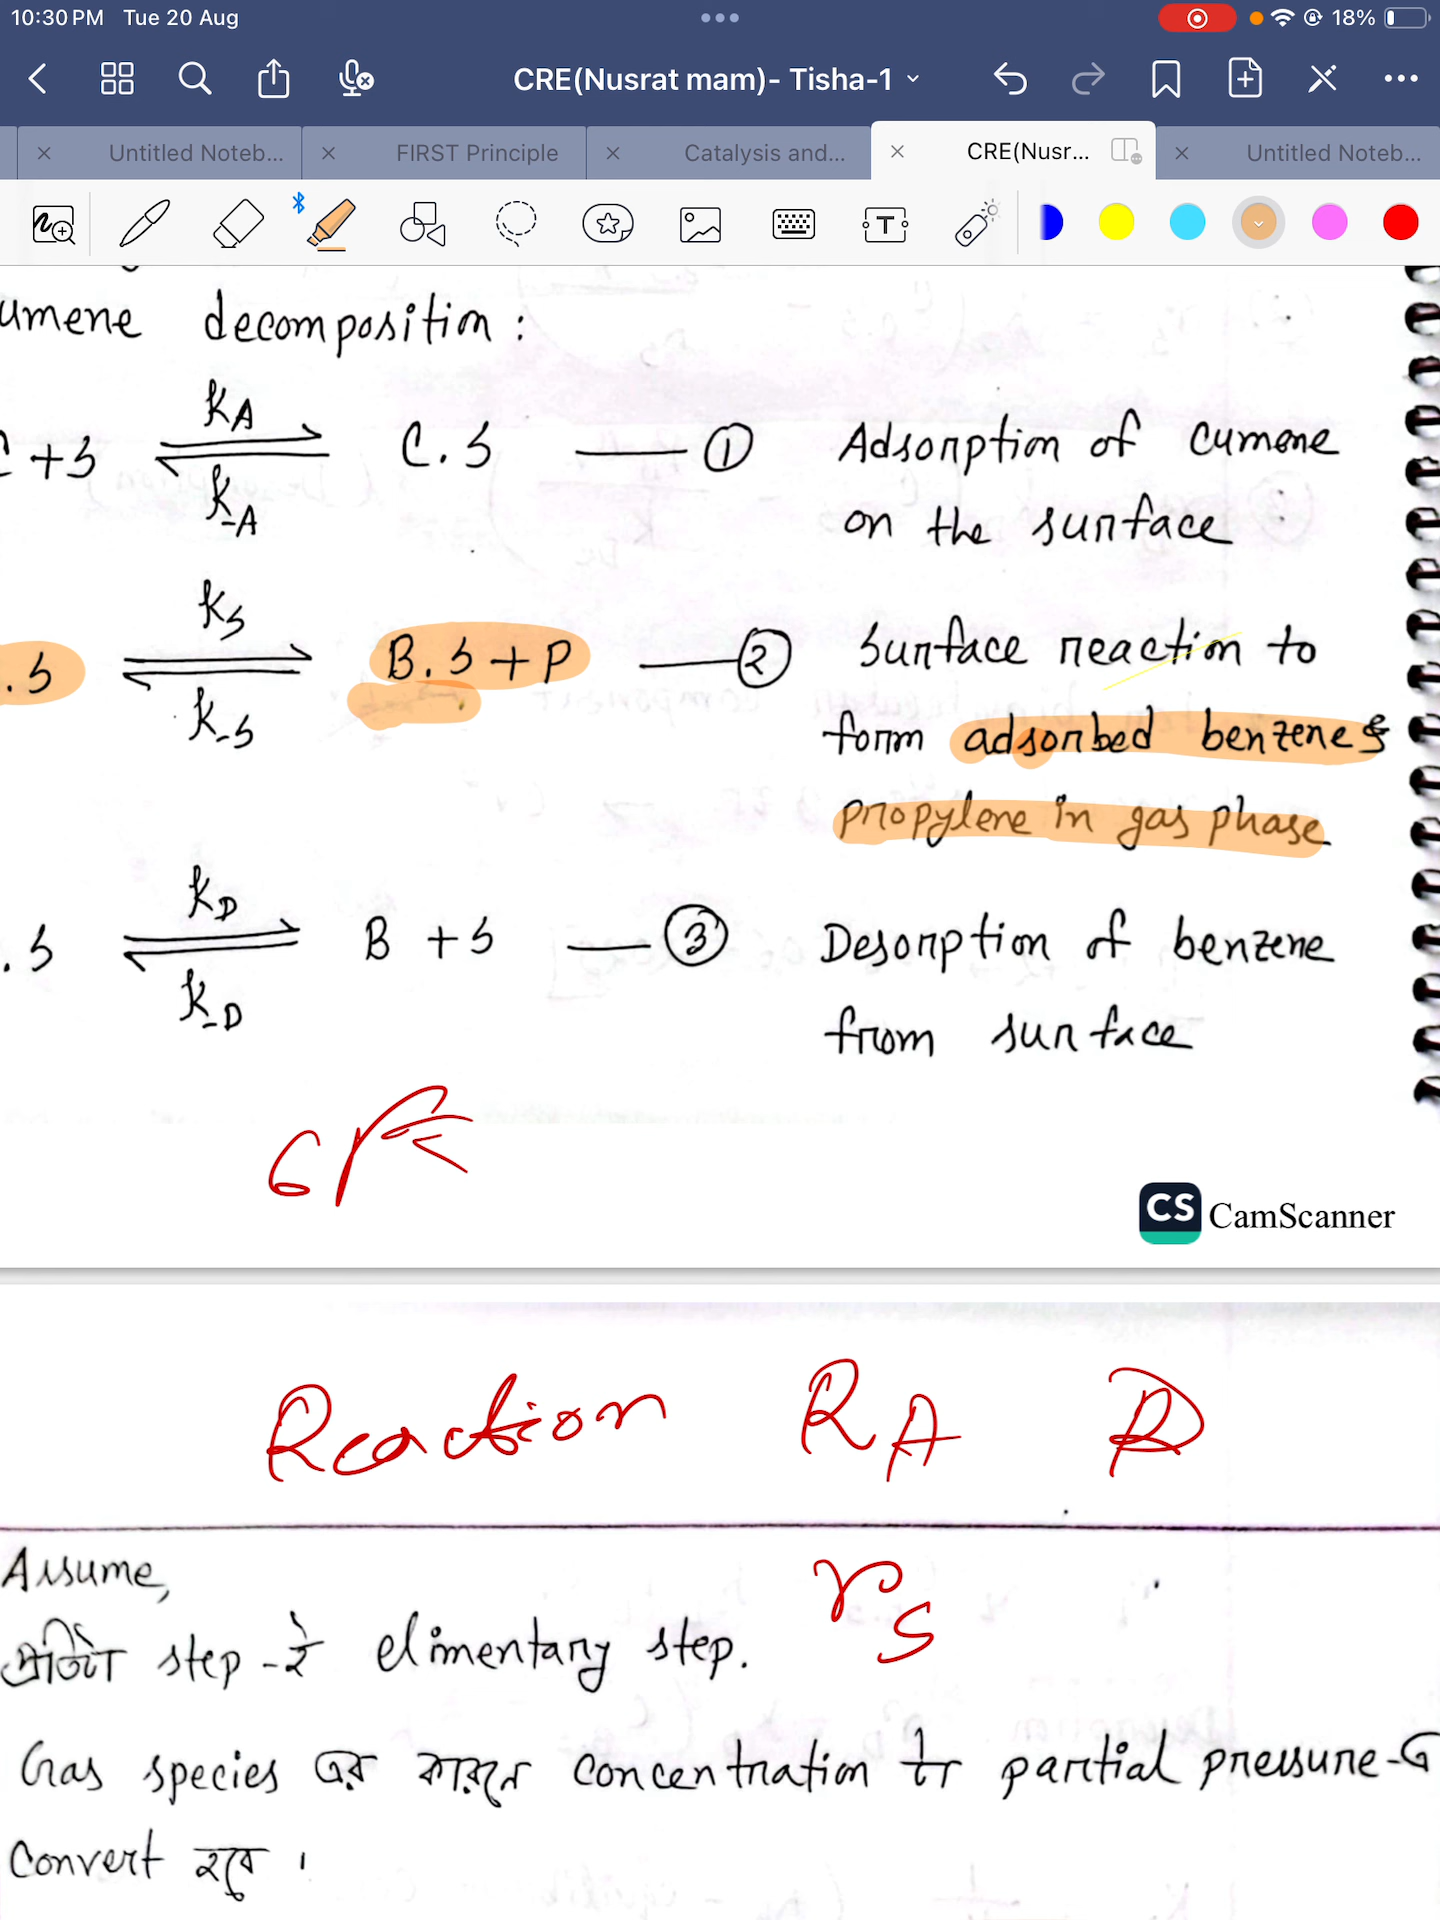 10:30 PM Tue 20 Aug
18%
CRE(Nusrat mam)- Tisha-1
Untitled Noteb...
FIRST Principle
Catalysis and...
CRE(Nusr...
Untitled Noteb...
umene decomposition :
C + S ⇌ C.S — ① Adsorption of cumene
kA
k-A
on the surface
.S ⇌ B.S + P — ② Surface reaction to
ks
k-s
form adsorbed benzene &
propylene in gas phase
.S ⇌ B + S — ③ Desorption of benzene
kD
k-D
from surface
CS CamScanner
Reaction RA
rs
Assume,
প্রতিটা step-ই elimentary step.
Gas species এর কারনে concentration টা partial pressure-এ
convert হবে ।